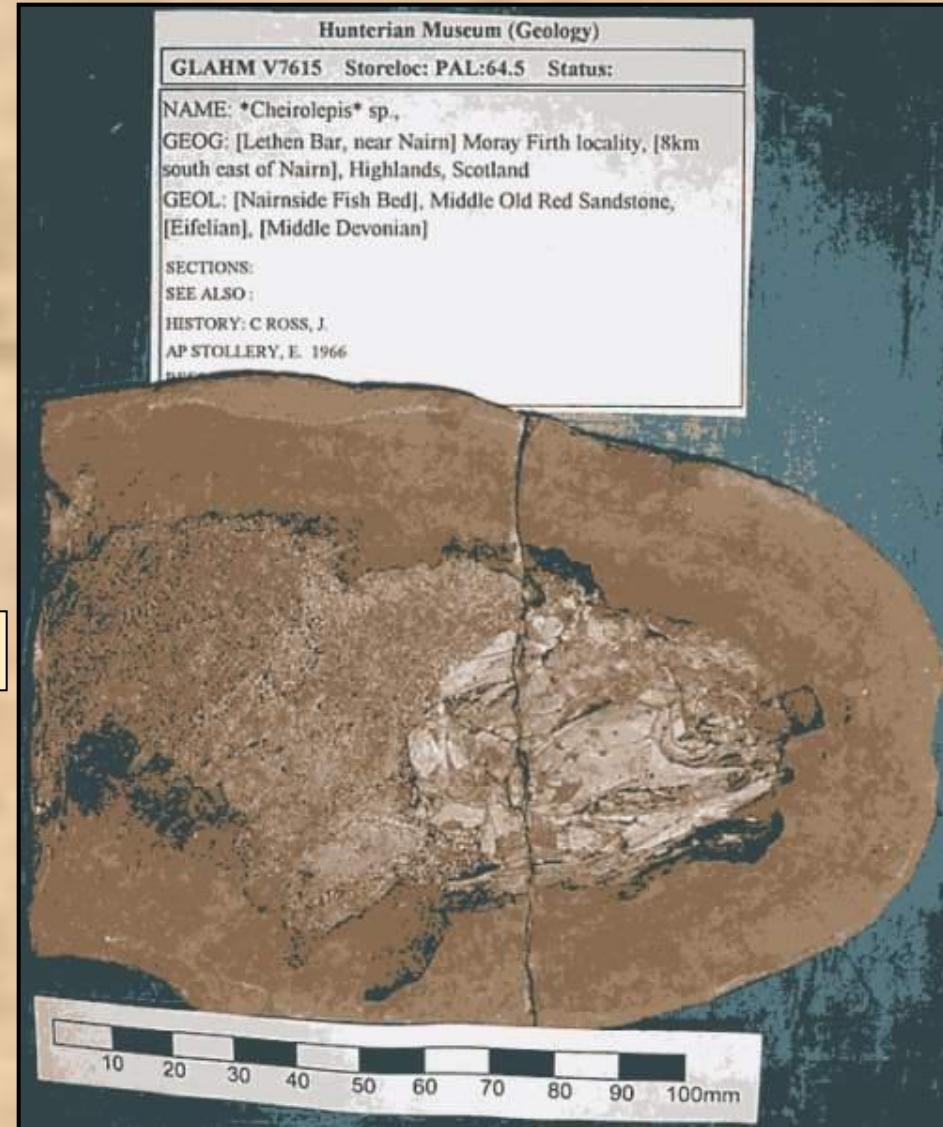 Hunterian Museum (Geology)
GLAHM V7615 Storeloc: PAL:64.5 Status:
NAME: *Cheirolepis* sp.,
GEOG: [Lethen Bar, near Nairn] Moray Firth locality, [8km
south east of Nairn], Highlands, Scotland
GEOL: [Nairnside Fish Bed], Middle Old Red Sandstone,
[Eifelian], [Middle Devonian]
SECTIONS:
SEE ALSO :
HISTORY: C ROSS, J.
AP STOLLERY, E. 1966
10 20 30 40 50 60 70 80 90 100mm